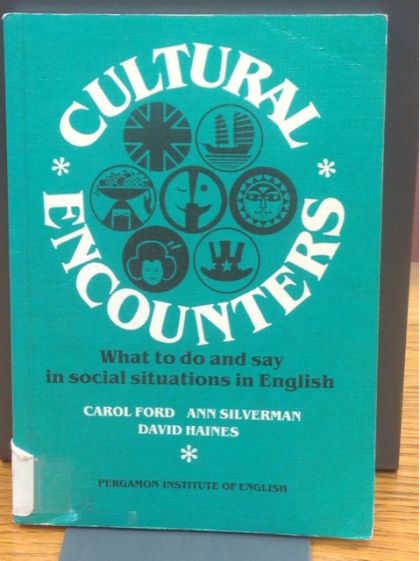 CULTURAL
* *
ENCOUNTERS
What to do and say
in social situations in English
CAROL FORD ANN SILVERMAN
DAVID HAINES
*
PERGAMON INSTITUTE OF ENGLISH